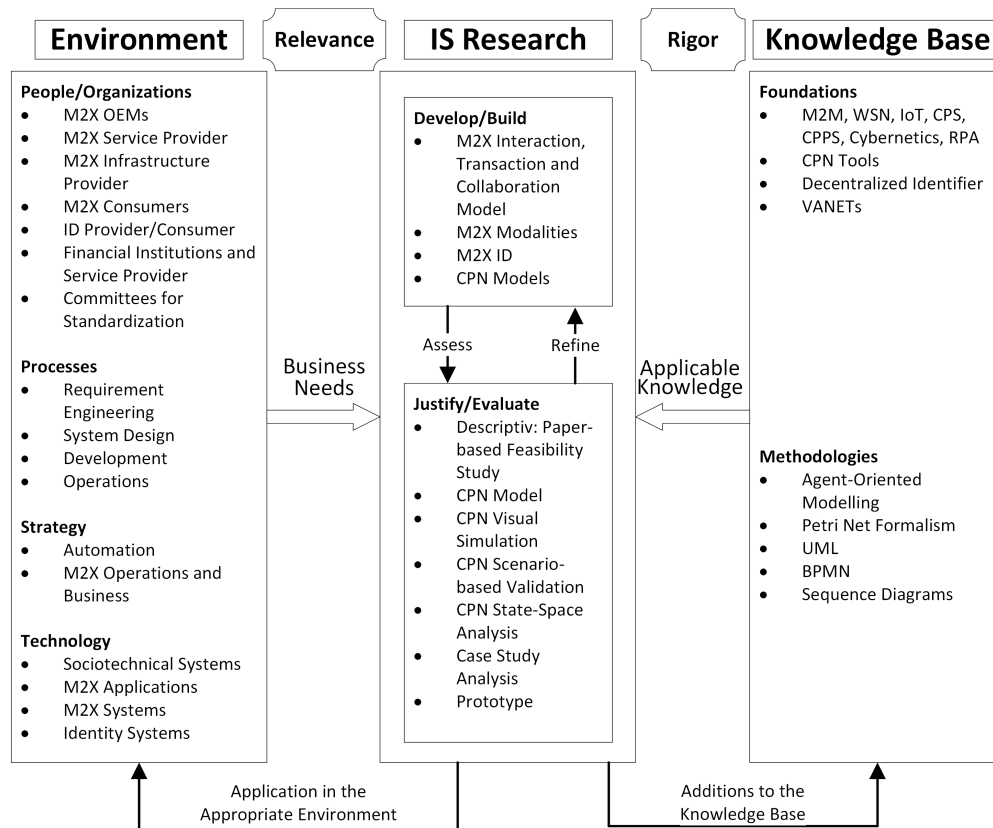 Environment
Relevance
IS Research
Rigor
Knowledge Base
People/Organizations
● M2X OEMs
● M2X Service Provider
● M2X Infrastructure
Provider
● M2X Consumers
● ID Provider/Consumer
● Financial Institutions and
Service Provider
● Committees for
Standardization
Processes
● Requirement
Engineering
● System Design
● Development
● Operations
Strategy
● Automation
● M2X Operations and
Business
Technology
● Sociotechnical Systems
● M2X Applications
● M2X Systems
● Identity Systems
Business
Needs
Develop/Build
● M2X Interaction,
Transaction and
Collaboration
Model
● M2X Modalities
● M2X ID
● CPN Models
Assess
Refine
Justify/Evaluate
● Descriptiv: Paper-
based Feasibility
Study
● CPN Model
● CPN Visual
Simulation
● CPN Scenario-
based Validation
● CPN State-Space
Analysis
● Case Study
Analysis
● Prototype
Applicable
Knowledge
Foundations
● M2M, WSN, IoT, CPS,
CPPS, Cybernetics, RPA
● CPN Tools
● Decentralized Identifier
● VANETs
Methodologies
● Agent-Oriented
Modelling
● Petri Net Formalism
● UML
● BPMN
● Sequence Diagrams
Application in the
Appropriate Environment
Additions to the
Knowledge Base